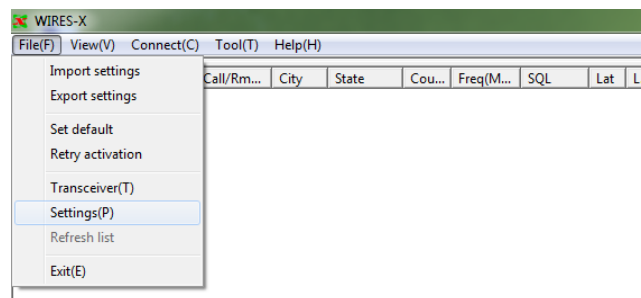 WIRES-X
File(F) View(V) Connect(C) Tool(T) Help(H)
Call/Rm... City State Cou... Freq(M... SQL Lat L
Import settings
Export settings
Set default
Retry activation
Transceiver(T)
Settings(P)
Refresh list
Exit(E)